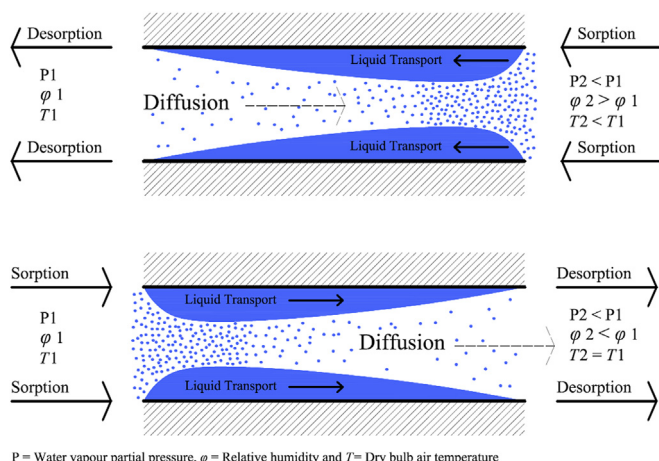 Desorption
Liquid Transport
Sorption
P1
φ 1
T1
Diffusion
P2 < P1
φ 2 > φ 1
T2 < T1
Desorption
Liquid Transport
Sorption
Sorption
Liquid Transport
Desorption
P1
φ 1
T1
Diffusion
P2 < P1
φ 2 < φ 1
T2 = T1
Sorption
Liquid Transport
Desorption
P = Water vapour partial pressure, φ = Relative humidity and T= Dry bulb air temperature